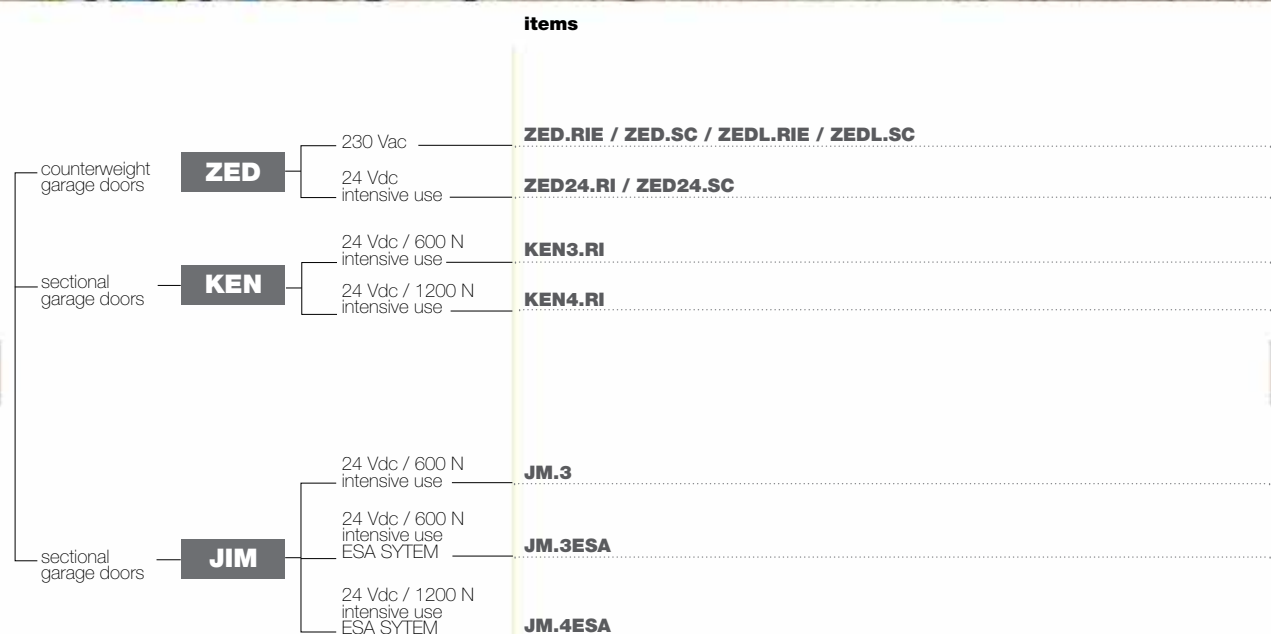 items
counterweight
garage doors
ZED
230 Vac
ZED.RIE / ZED.SC / ZEDL.RIE / ZEDL.SC
24 Vdc
intensive use
ZED24.RI / ZED24.SC
sectional
garage doors
KEN
24 Vdc / 600 N
intensive use
KEN3.RI
24 Vdc / 1200 N
intensive use
KEN4.RI
sectional
garage doors
JIM
24 Vdc / 600 N
intensive use
JM.3
24 Vdc / 600 N
intensive use
ESA SYTEM
JM.3ESA
24 Vdc / 1200 N
intensive use
ESA SYTEM
JM.4ESA